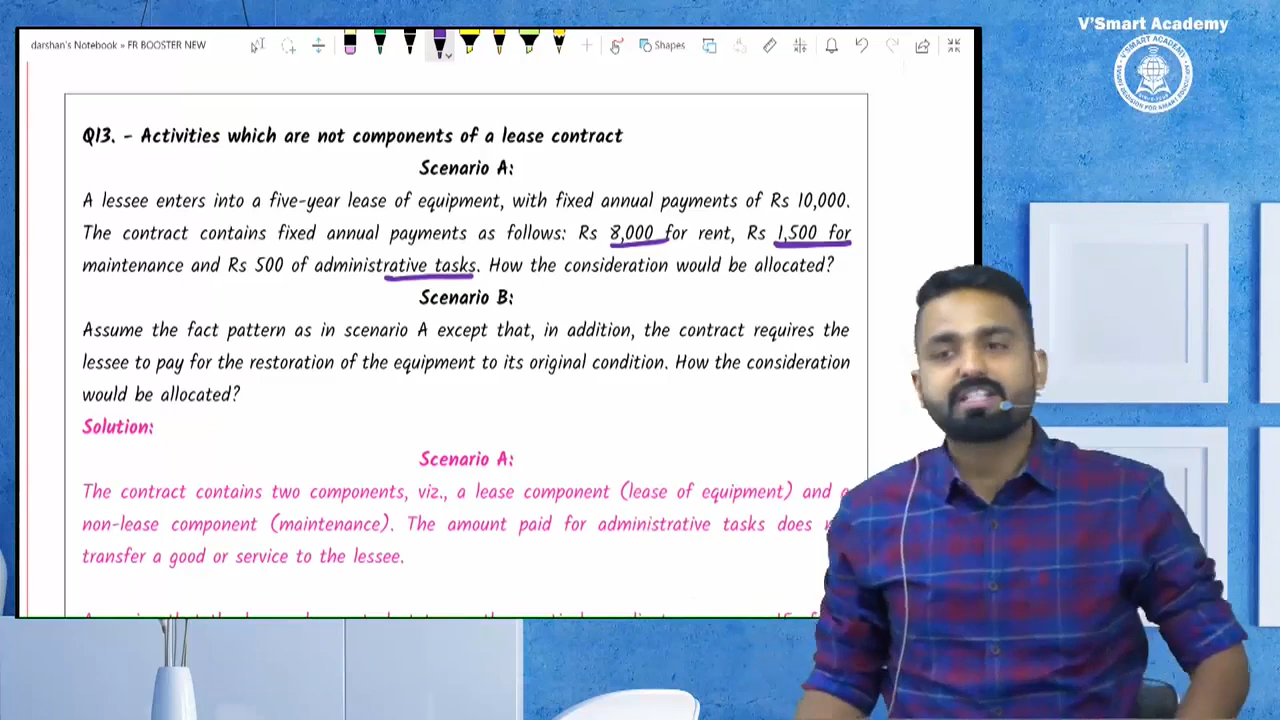 V'Smart Academy
darshan's Notebook » FR BOOSTER NEW
Shapes
Q13. - Activities which are not components of a lease contract
Scenario A:
A lessee enters into a five-year lease of equipment, with fixed annual payments of Rs 10,000.
The contract contains fixed annual payments as follows: Rs 8,000 for rent, Rs 1,500 for
maintenance and Rs 500 of administrative tasks. How the consideration would be allocated?
Scenario B:
Assume the fact pattern as in scenario A except that, in addition, the contract requires the
lessee to pay for the restoration of the equipment to its original condition. How the consideration
would be allocated?
Solution:
Scenario A:
The contract contains two components, viz., a lease component (lease of equipment) and a
non-lease component (maintenance). The amount paid for administrative tasks does
transfer a good or service to the lessee.